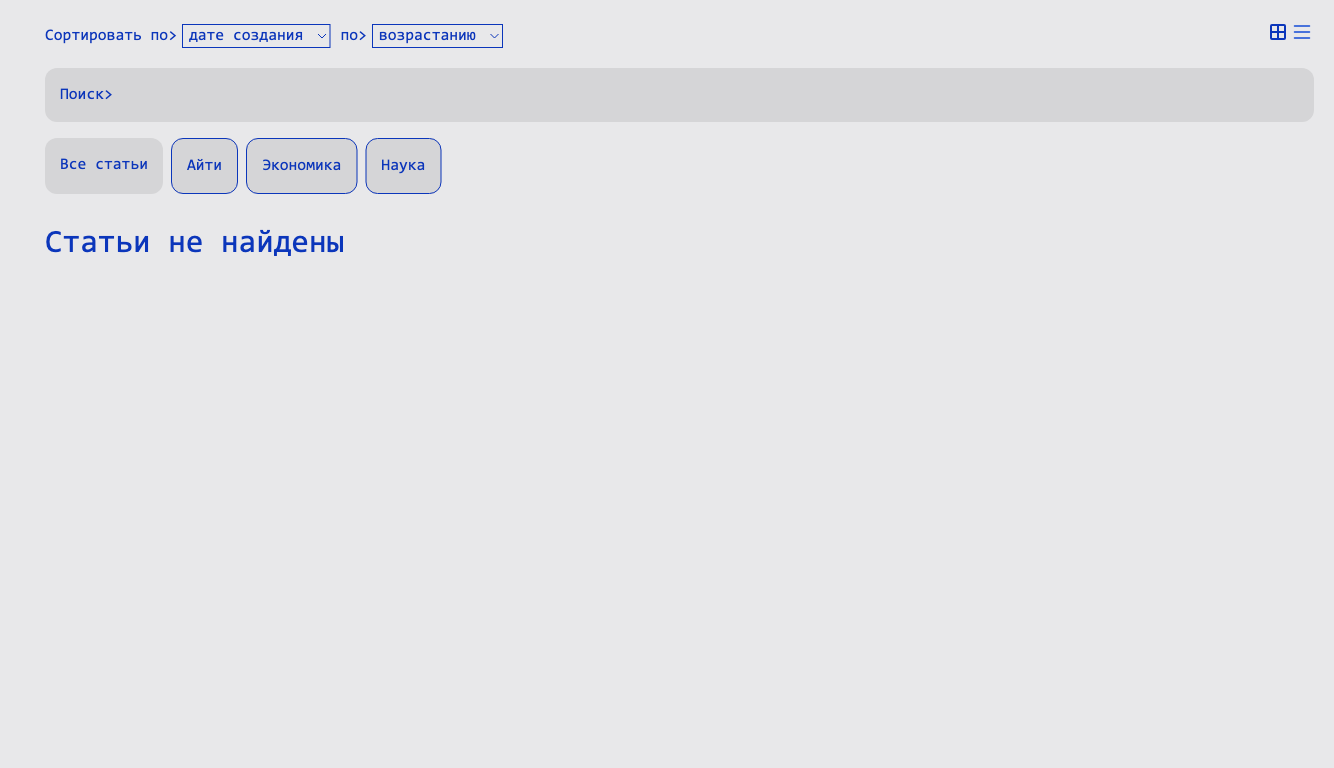 Сортировать по> дате создания по> возрастанию
Поиск>
Все статьи Айти Экономика Наука
Статьи не найдены